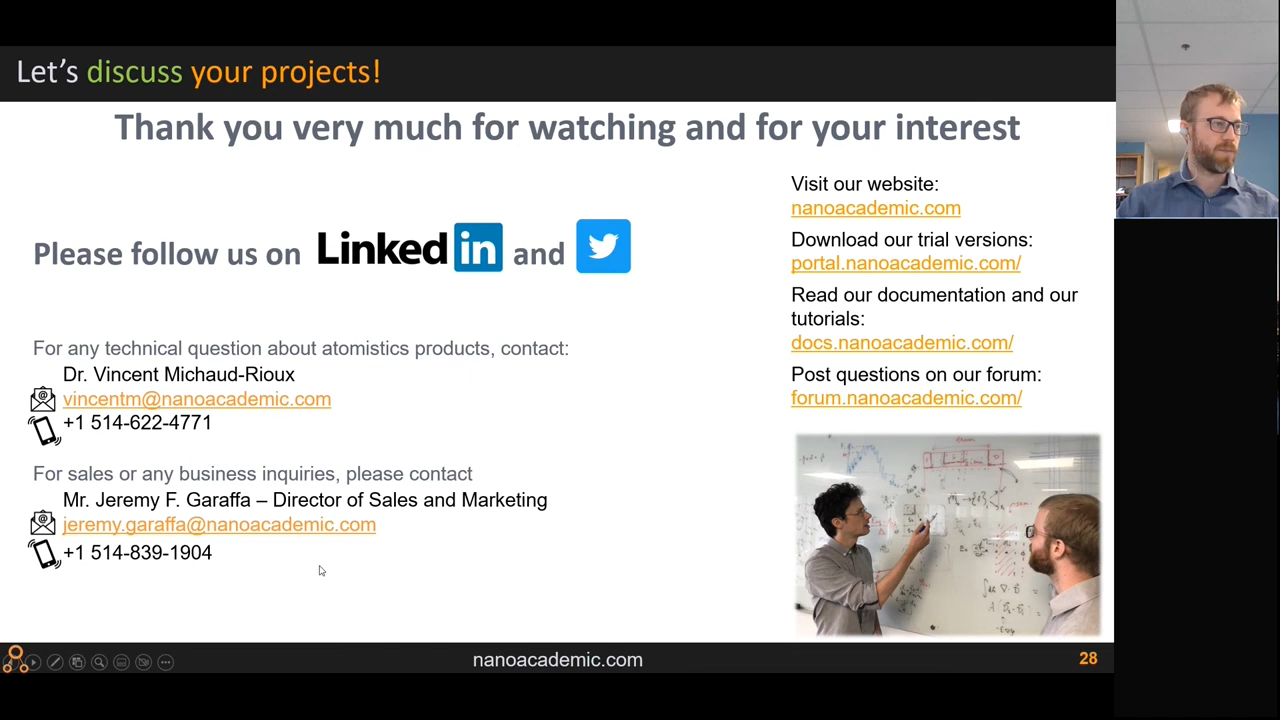 Let's discuss your projects!
Thank you very much for watching and for your interest
Please follow us on Linked in and
For any technical question about atomistics products, contact:
Dr. Vincent Michaud-Rioux
vincentm@nanoacademic.com
+1 514-622-4771
For sales or any business inquiries, please contact
Mr. Jeremy F. Garaffa – Director of Sales and Marketing
jeremy.garaffa@nanoacademic.com
+1 514-839-1904
Visit our website:
nanoacademic.com
Download our trial versions:
portal.nanoacademic.com/
Read our documentation and our
tutorials:
docs.nanoacademic.com/
Post questions on our forum:
forum.nanoacademic.com/
nanoacademic.com
28